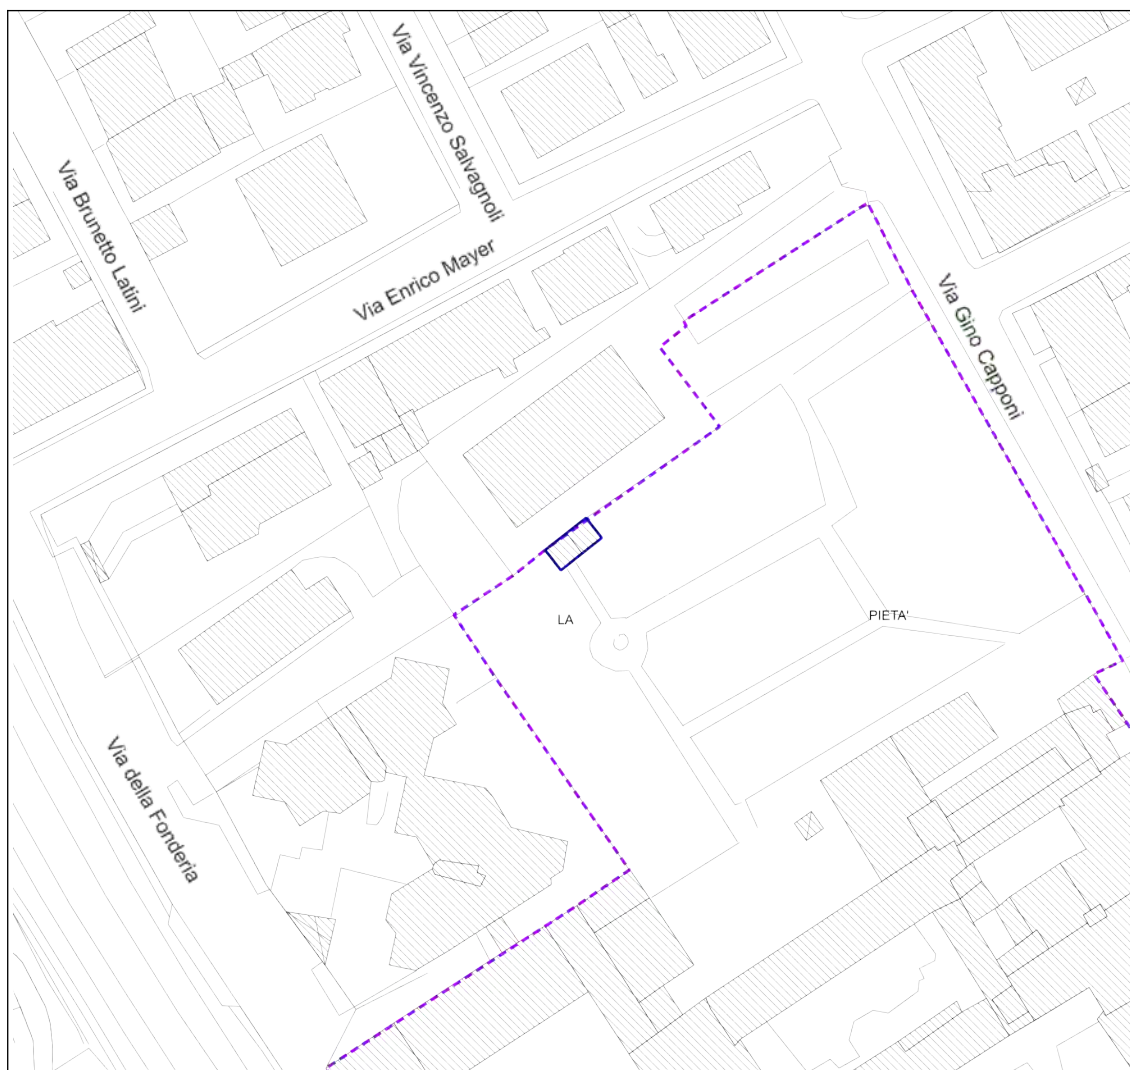 Via Vincenzo Salvagnoli
Via Brunetto Latini
Via Enrico Mayer
Via Gino Capponi
LA PIETA'
Via della Fonderia